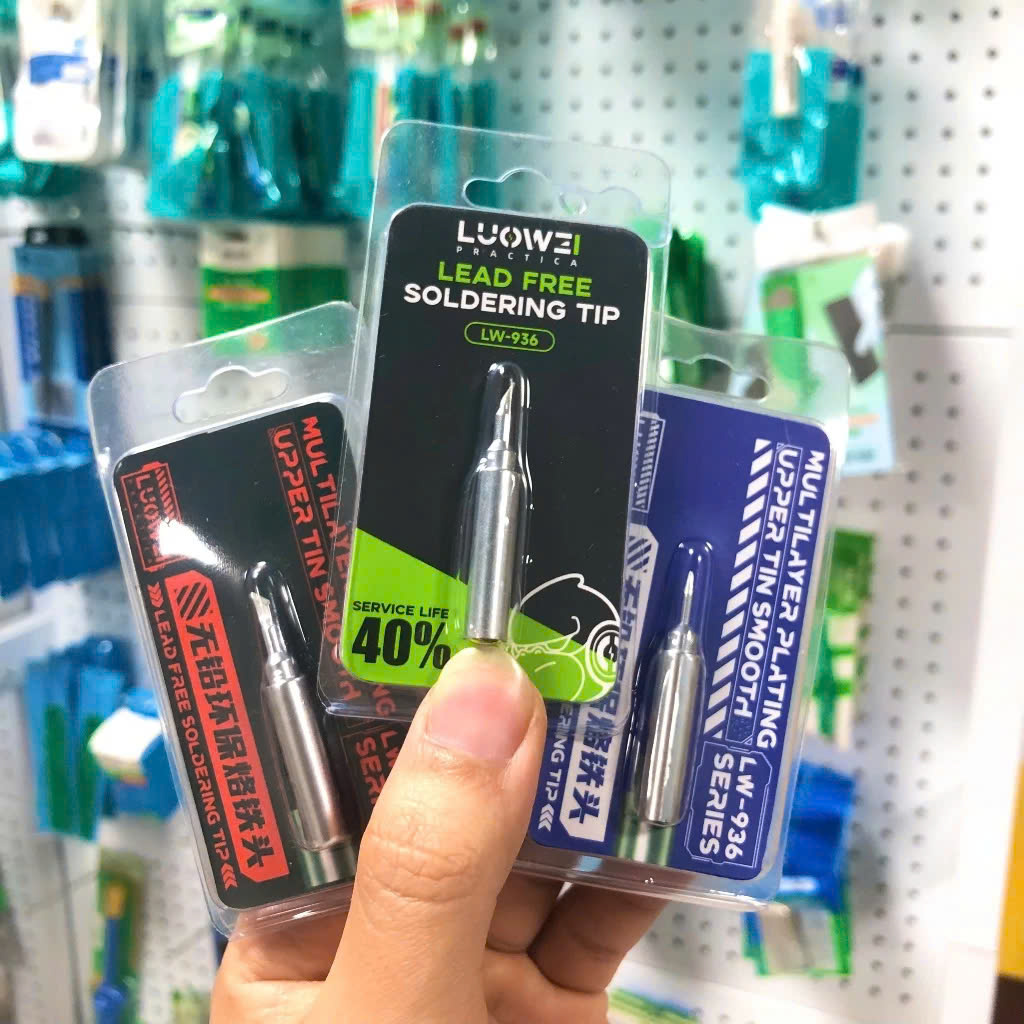 LUOWEI
PRACTICA
LEAD FREE
SOLDERING TIP
LW-936
SERVICE LIFE
40%
LUOWEI
MULTILAYER
UPPER TIN SMOOTH
无铅环保烙铁头
LEAD FREE SOLDERING TIP
SERI
MULTILAYER PLATING
UPPER TIN SMOOTH
LW-936
SERIES
铁头
ERING TIP